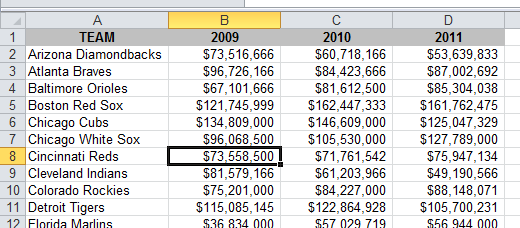 A B C D
1 TEAM 2009 2010 2011
2 Arizona Diamondbacks $73,516,666 $60,718,166 $53,639,833
3 Atlanta Braves $96,726,166 $84,423,666 $87,002,692
4 Baltimore Orioles $67,101,666 $81,612,500 $85,304,038
5 Boston Red Sox $121,745,999 $162,447,333 $161,762,475
6 Chicago Cubs $134,809,000 $146,609,000 $125,047,329
7 Chicago White Sox $96,068,500 $105,530,000 $127,789,000
8 Cincinnati Reds $73,558,500 $71,761,542 $75,947,134
9 Cleveland Indians $81,579,166 $61,203,966 $49,190,566
10 Colorado Rockies $75,201,000 $84,227,000 $88,148,071
11 Detroit Tigers $115,085,145 $122,864,928 $105,700,231
12 Florida Marlins $36,834,000 $57,029,719 $56,944,000